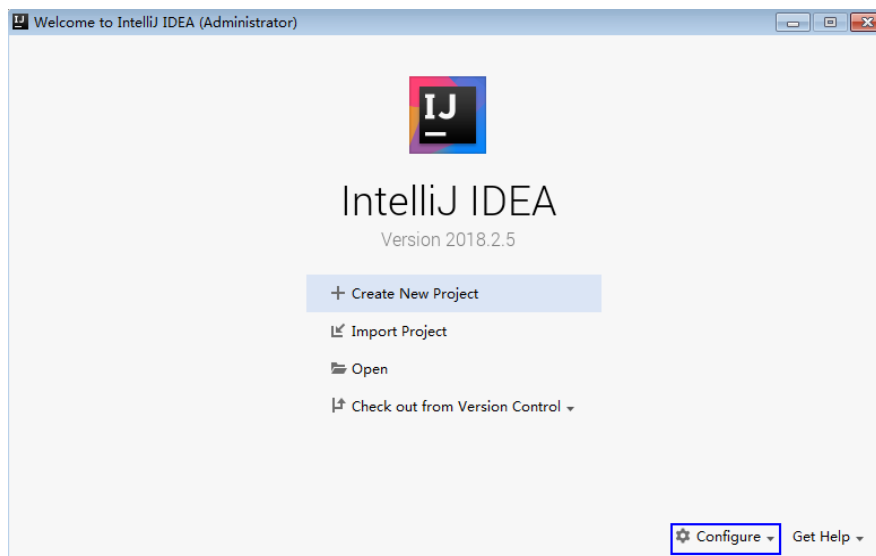 Welcome to IntelliJ IDEA (Administrator)
IJ
IntelliJ IDEA
Version 2018.2.5
Create New Project
Import Project
Open
Check out from Version Control
Configure Get Help